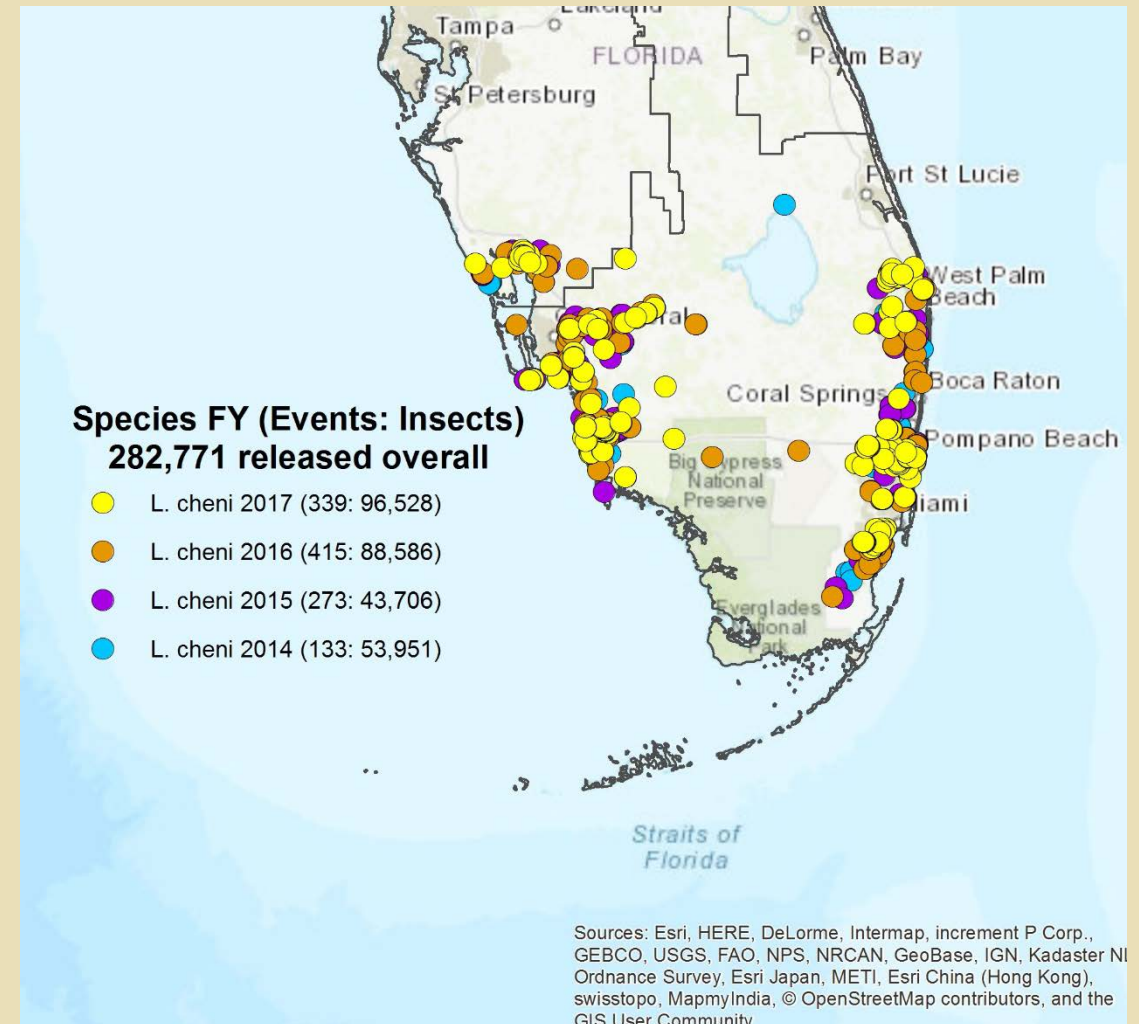 Lakeland
Tampa
FLORIDA
Palm Bay
St Petersburg
Port St Lucie
West Palm
Beach
ral
Coral Springs
Boca Raton
Pompano Beach
Big Cypress
National
Preserve
iami
Everglades
National
Park
Species FY (Events: Insects)
282,771 released overall
L. cheni 2017 (339: 96,528)
L. cheni 2016 (415: 88,586)
L. cheni 2015 (273: 43,706)
L. cheni 2014 (133: 53,951)
Straits of
Florida
Sources: Esri, HERE, DeLorme, Intermap, increment P Corp.,
GEBCO, USGS, FAO, NPS, NRCAN, GeoBase, IGN, Kadaster NL
Ordnance Survey, Esri Japan, METI, Esri China (Hong Kong),
swisstopo, MapmyIndia, © OpenStreetMap contributors, and the
GIS User Community